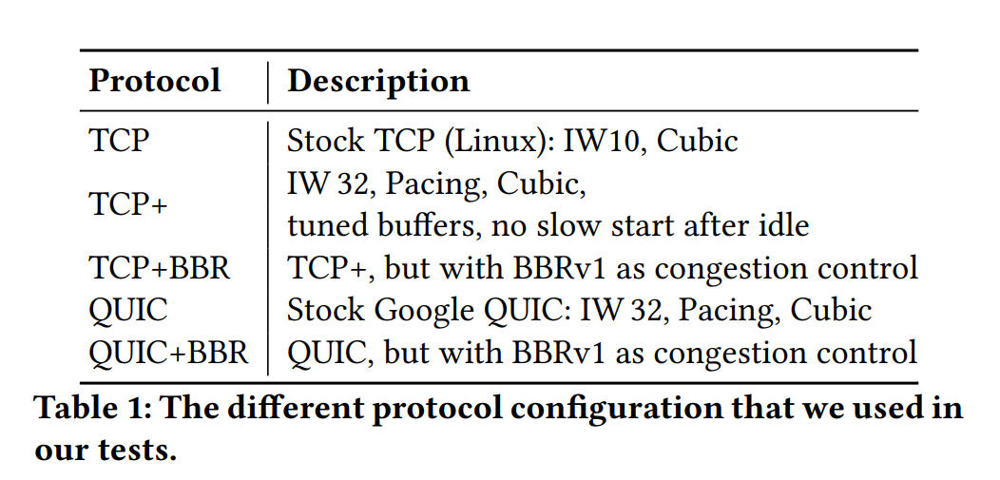 Protocol Description
TCP Stock TCP (Linux): IW10, Cubic
TCP+ IW 32, Pacing, Cubic,
tuned buffers, no slow start after idle
TCP+BBR TCP+, but with BBRv1 as congestion control
QUIC Stock Google QUIC: IW 32, Pacing, Cubic
QUIC+BBR QUIC, but with BBRv1 as congestion control
Table 1: The different protocol configuration that we used in
our tests.